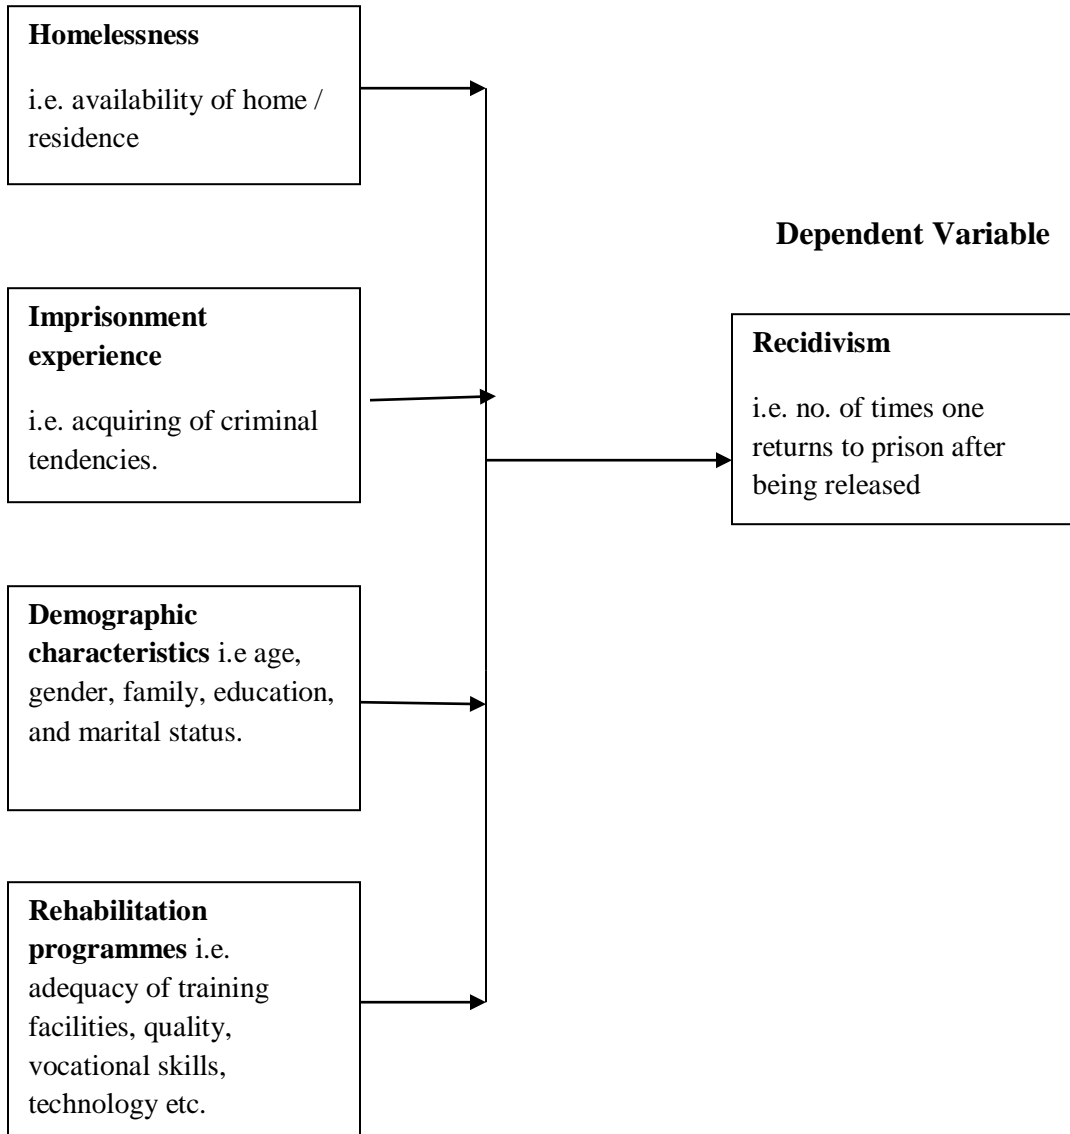 Homelessness
i.e. availability of home /
residence
Imprisonment
experience
i.e. acquiring of criminal
tendencies.
Demographic
characteristics i.e age,
gender, family, education,
and marital status.
Rehabilitation
programmes i.e.
adequacy of training
facilities, quality,
vocational skills,
technology etc.
Dependent Variable
Recidivism
i.e. no. of times one
returns to prison after
being released